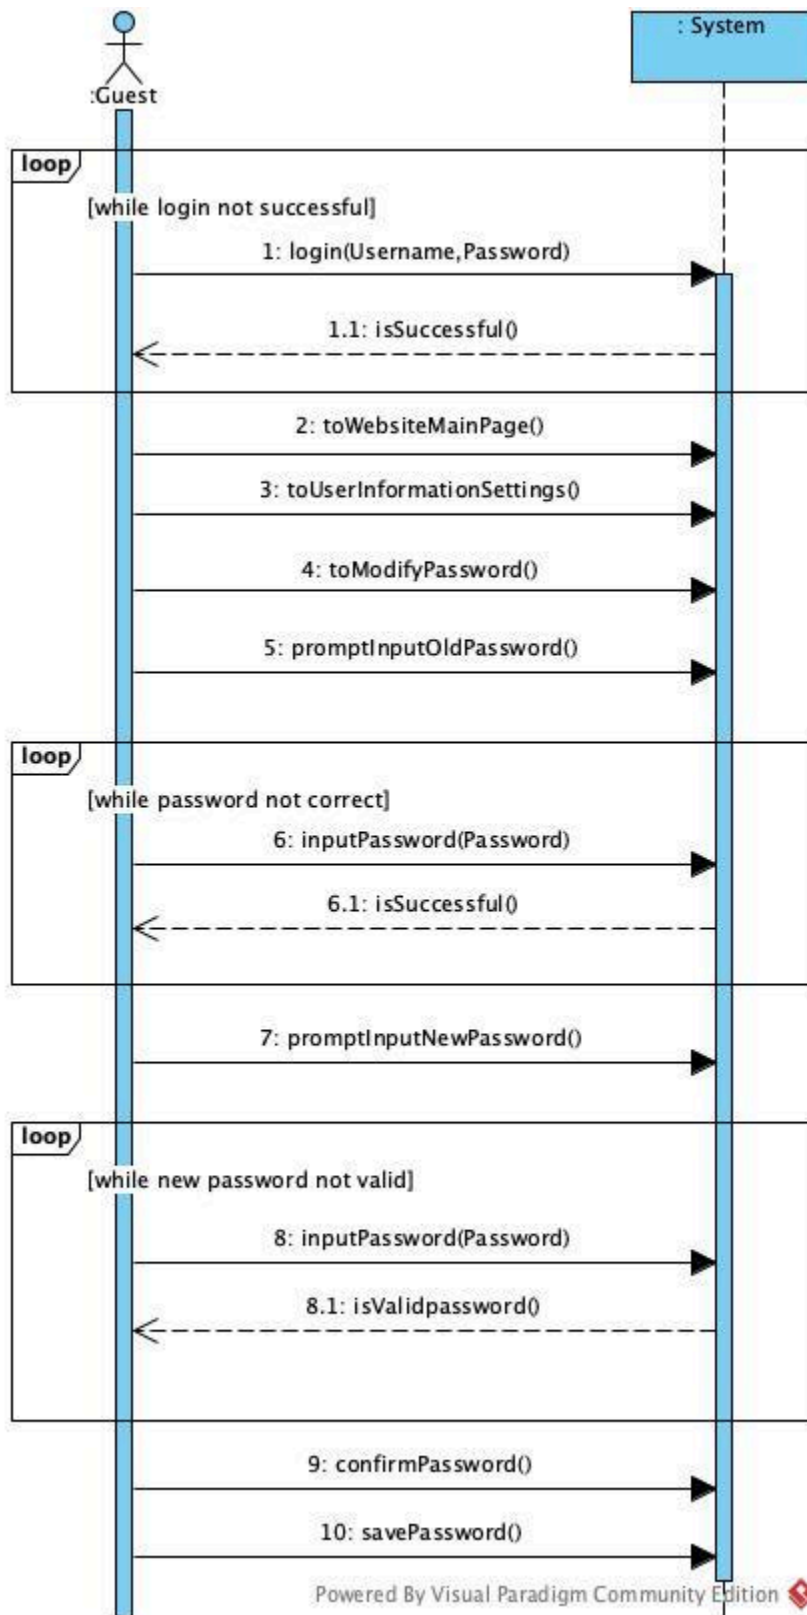 : System
:Guest
loop
[while login not successful]
1: login(Username,Password)
1.1: isSuccessful()
2: toWebsiteMainPage()
3: toUserInformationSettings()
4: toModifyPassword()
5: promptInputOldPassword()
loop
[while password not correct]
6: inputPassword(Password)
6.1: isSuccessful()
7: promptInputNewPassword()
loop
[while new password not valid]
8: inputPassword(Password)
8.1: isValidpassword()
9: confirmPassword()
10: savePassword()
Powered By Visual Paradigm Community Edition